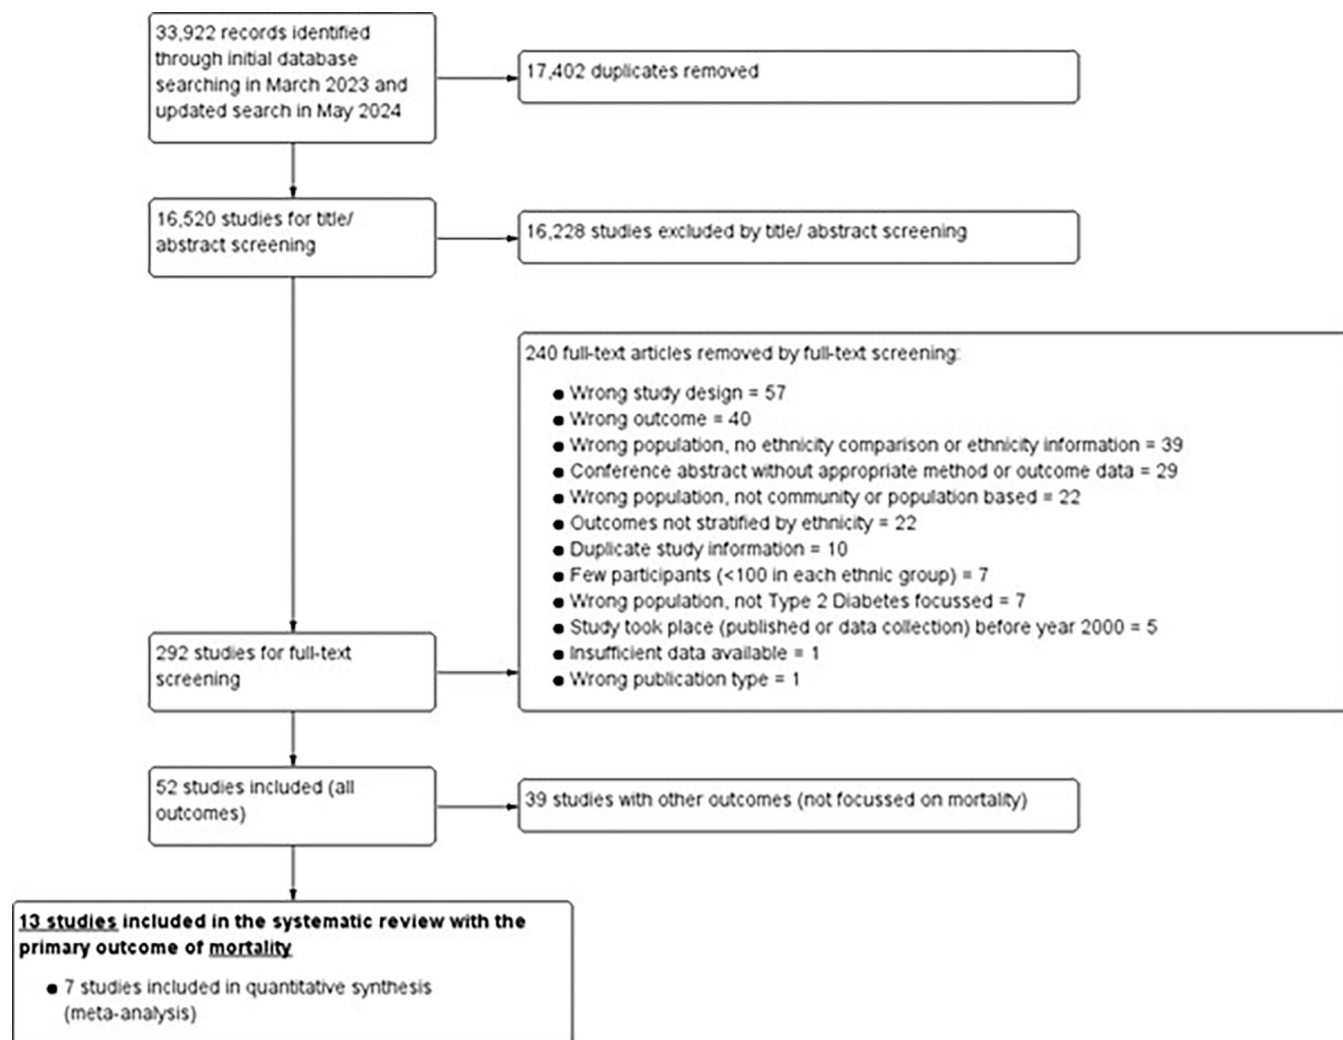 33,922 records identified
through initial database
searching in March 2023 and
updated search in May 2024
17,402 duplicates removed
16,520 studies for title/
abstract screening
16,228 studies excluded by title/ abstract screening
240 full-text articles removed by full-text screening:
● Wrong study design = 57
● Wrong outcome = 40
● Wrong population, no ethnicity comparison or ethnicity information = 39
● Conference abstract without appropriate method or outcome data = 29
● Wrong population, not community or population based = 22
● Outcomes not stratified by ethnicity = 22
● Duplicate study information = 10
● Few participants (<100 in each ethnic group) = 7
● Wrong population, not Type 2 Diabetes focussed = 7
● Study took place (published or data collection) before year 2000 = 5
● Insufficient data available = 1
● Wrong publication type = 1
292 studies for full-text
screening
52 studies included (all
outcomes)
39 studies with other outcomes (not focussed on mortality)
13 studies included in the systematic review with the
primary outcome of mortality
● 7 studies included in quantitative synthesis
(meta-analysis)